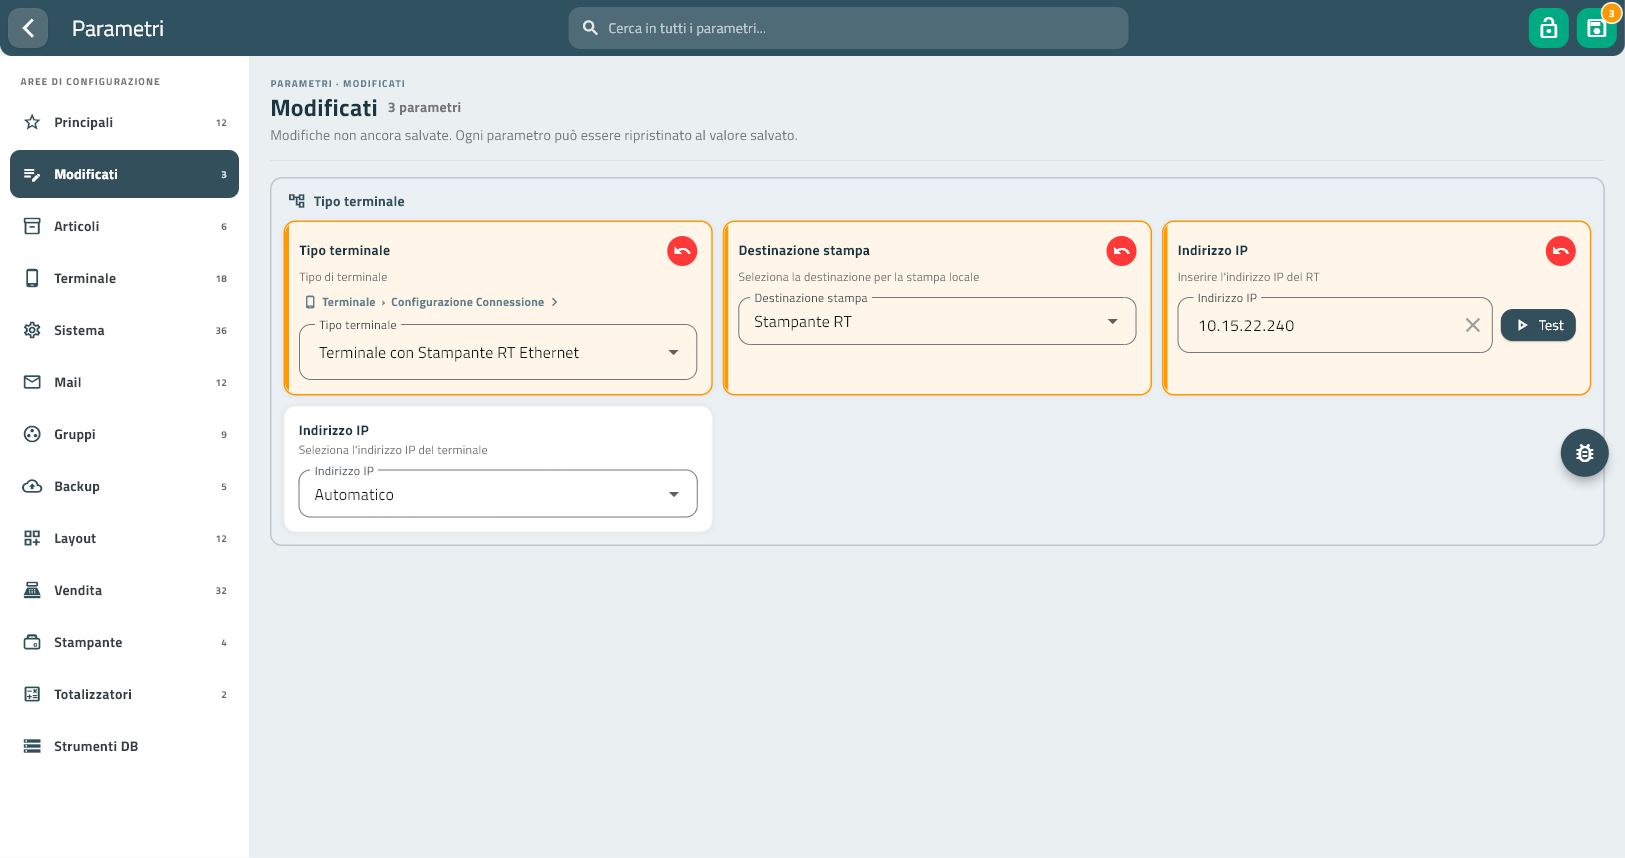 Parametri
Cerca in tutti i parametri...
3
AREE DI CONFIGURAZIONE
Principali 12
Modificati 3
Articoli 6
Terminale 18
Sistema 36
Mail 12
Gruppi 9
Backup 5
Layout 12
Vendita 32
Stampante 4
Totalizzatori 2
Strumenti DB
PARAMETRI · MODIFICATI
Modificati 3 parametri
Modifiche non ancora salvate. Ogni parametro può essere ripristinato al valore salvato.
Tipo terminale
Tipo terminale
Tipo di terminale
Terminale › Configurazione Connessione >
Tipo terminale
Terminale con Stampante RT Ethernet
Destinazione stampa
Seleziona la destinazione per la stampa locale
Destinazione stampa
Stampante RT
Indirizzo IP
Inserire l'indirizzo IP del RT
Indirizzo IP
10.15.22.240
Test
Indirizzo IP
Seleziona l'indirizzo IP del terminale
Indirizzo IP
Automatico